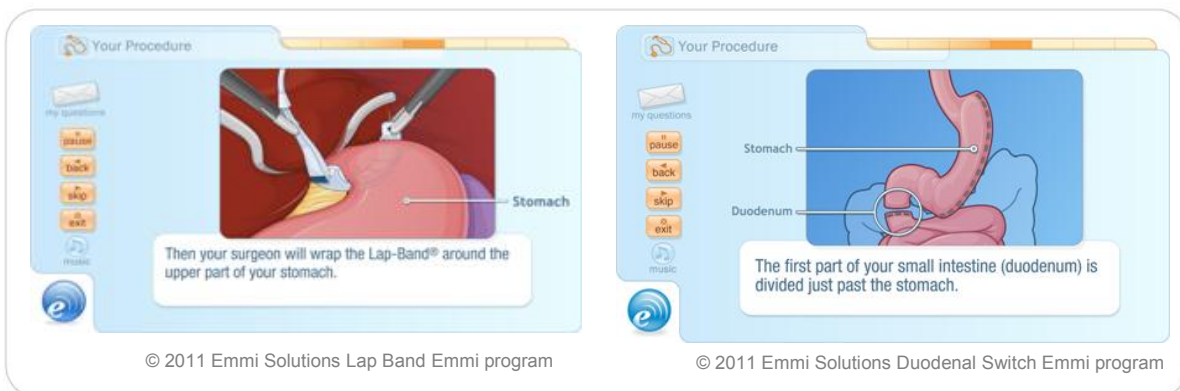 Your Procedure
my questions
pause
back
skip
exit
music
Stomach
Then your surgeon will wrap the Lap-Band® around the
upper part of your stomach.
e
© 2011 Emmi Solutions Lap Band Emmi program
Your Procedure
my questions
pause
back
skip
exit
music
Stomach
Duodenum
The first part of your small intestine (duodenum) is
divided just past the stomach.
e
© 2011 Emmi Solutions Duodenal Switch Emmi program